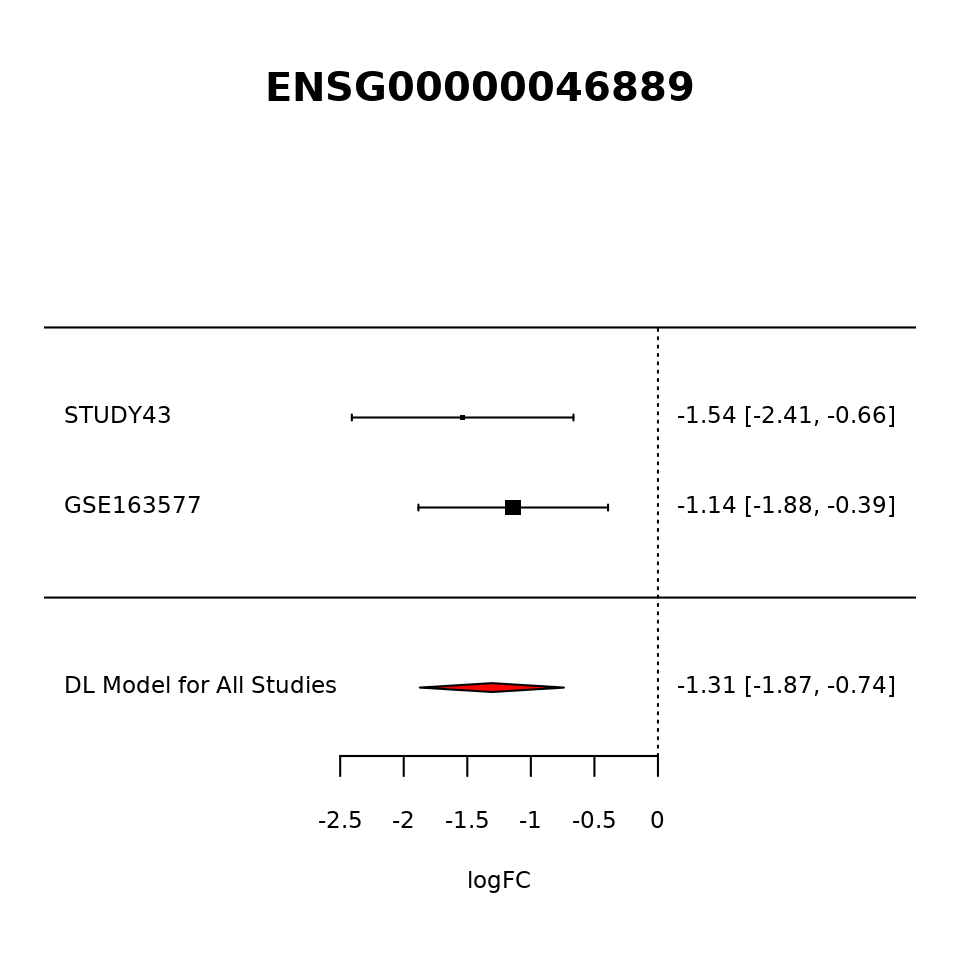 ENSG00000046889
STUDY43 -1.54 [-2.41, -0.66]
GSE163577 -1.14 [-1.88, -0.39]
DL Model for All Studies -1.31 [-1.87, -0.74]
-2.5 -2 -1.5 -1 -0.5 0
logFC